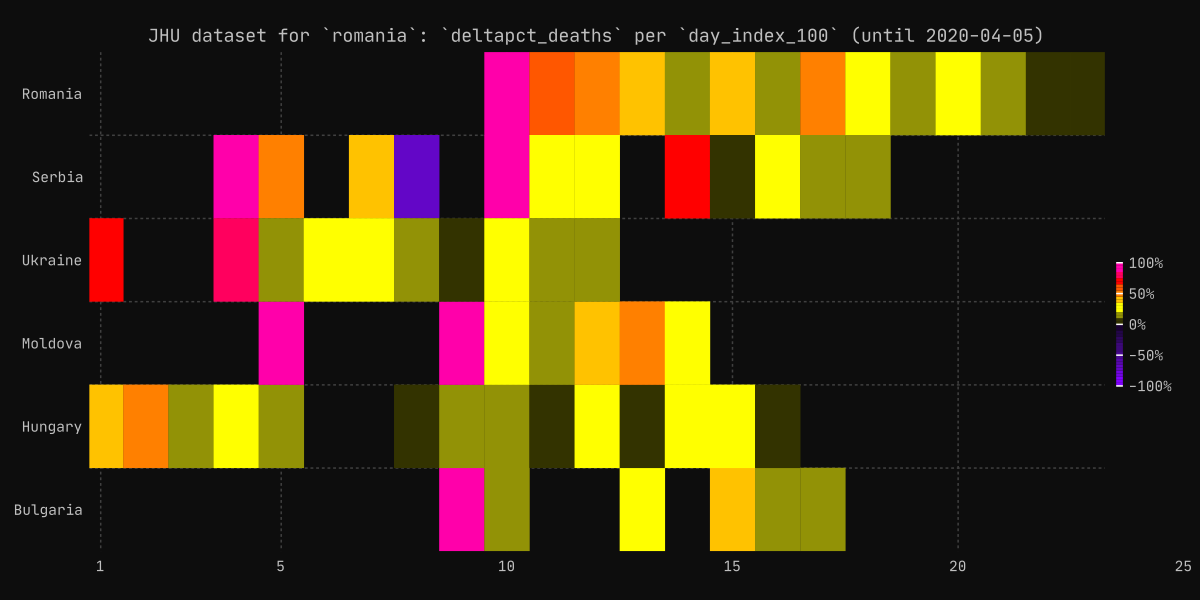 JHU dataset for `romania`: `deltapct_deaths` per `day_index_100` (until 2020-04-05)
Romania
Serbia
Ukraine
Moldova
Hungary
Bulgaria
100%
50%
0%
−50%
−100%
1 5 10 15 20 25